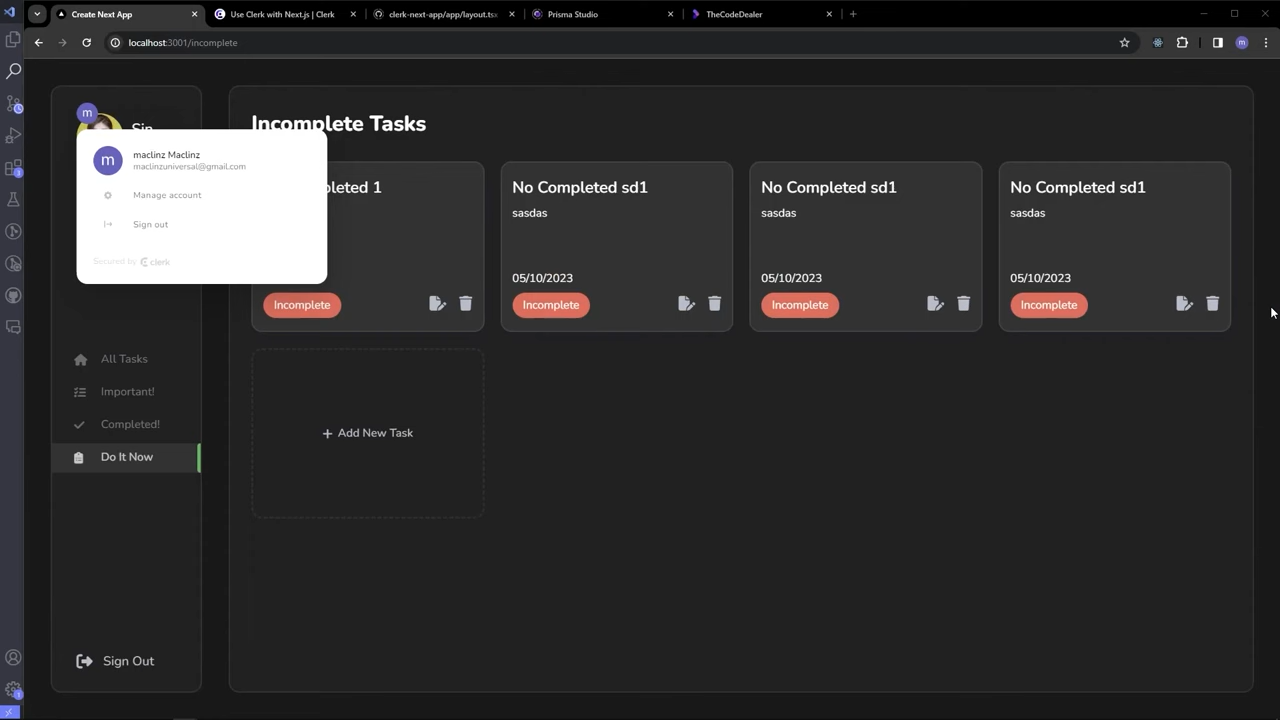 Create Next App
Use Clerk with Next.js | Clerk
clerk-next-app/app/layout.tsx
Prisma Studio
TheCodeDealer
localhost:3001/incomplete
m
m
Sin
m
maclinz Maclinz
maclinzuniversal@gmail.com
Manage account
Sign out
Secured by clerk
All Tasks
Important!
Completed!
Do It Now
Sign Out
Incomplete Tasks
leted 1
Incomplete
No Completed sd1
sasdas
05/10/2023
Incomplete
No Completed sd1
sasdas
05/10/2023
Incomplete
No Completed sd1
sasdas
05/10/2023
Incomplete
+ Add New Task